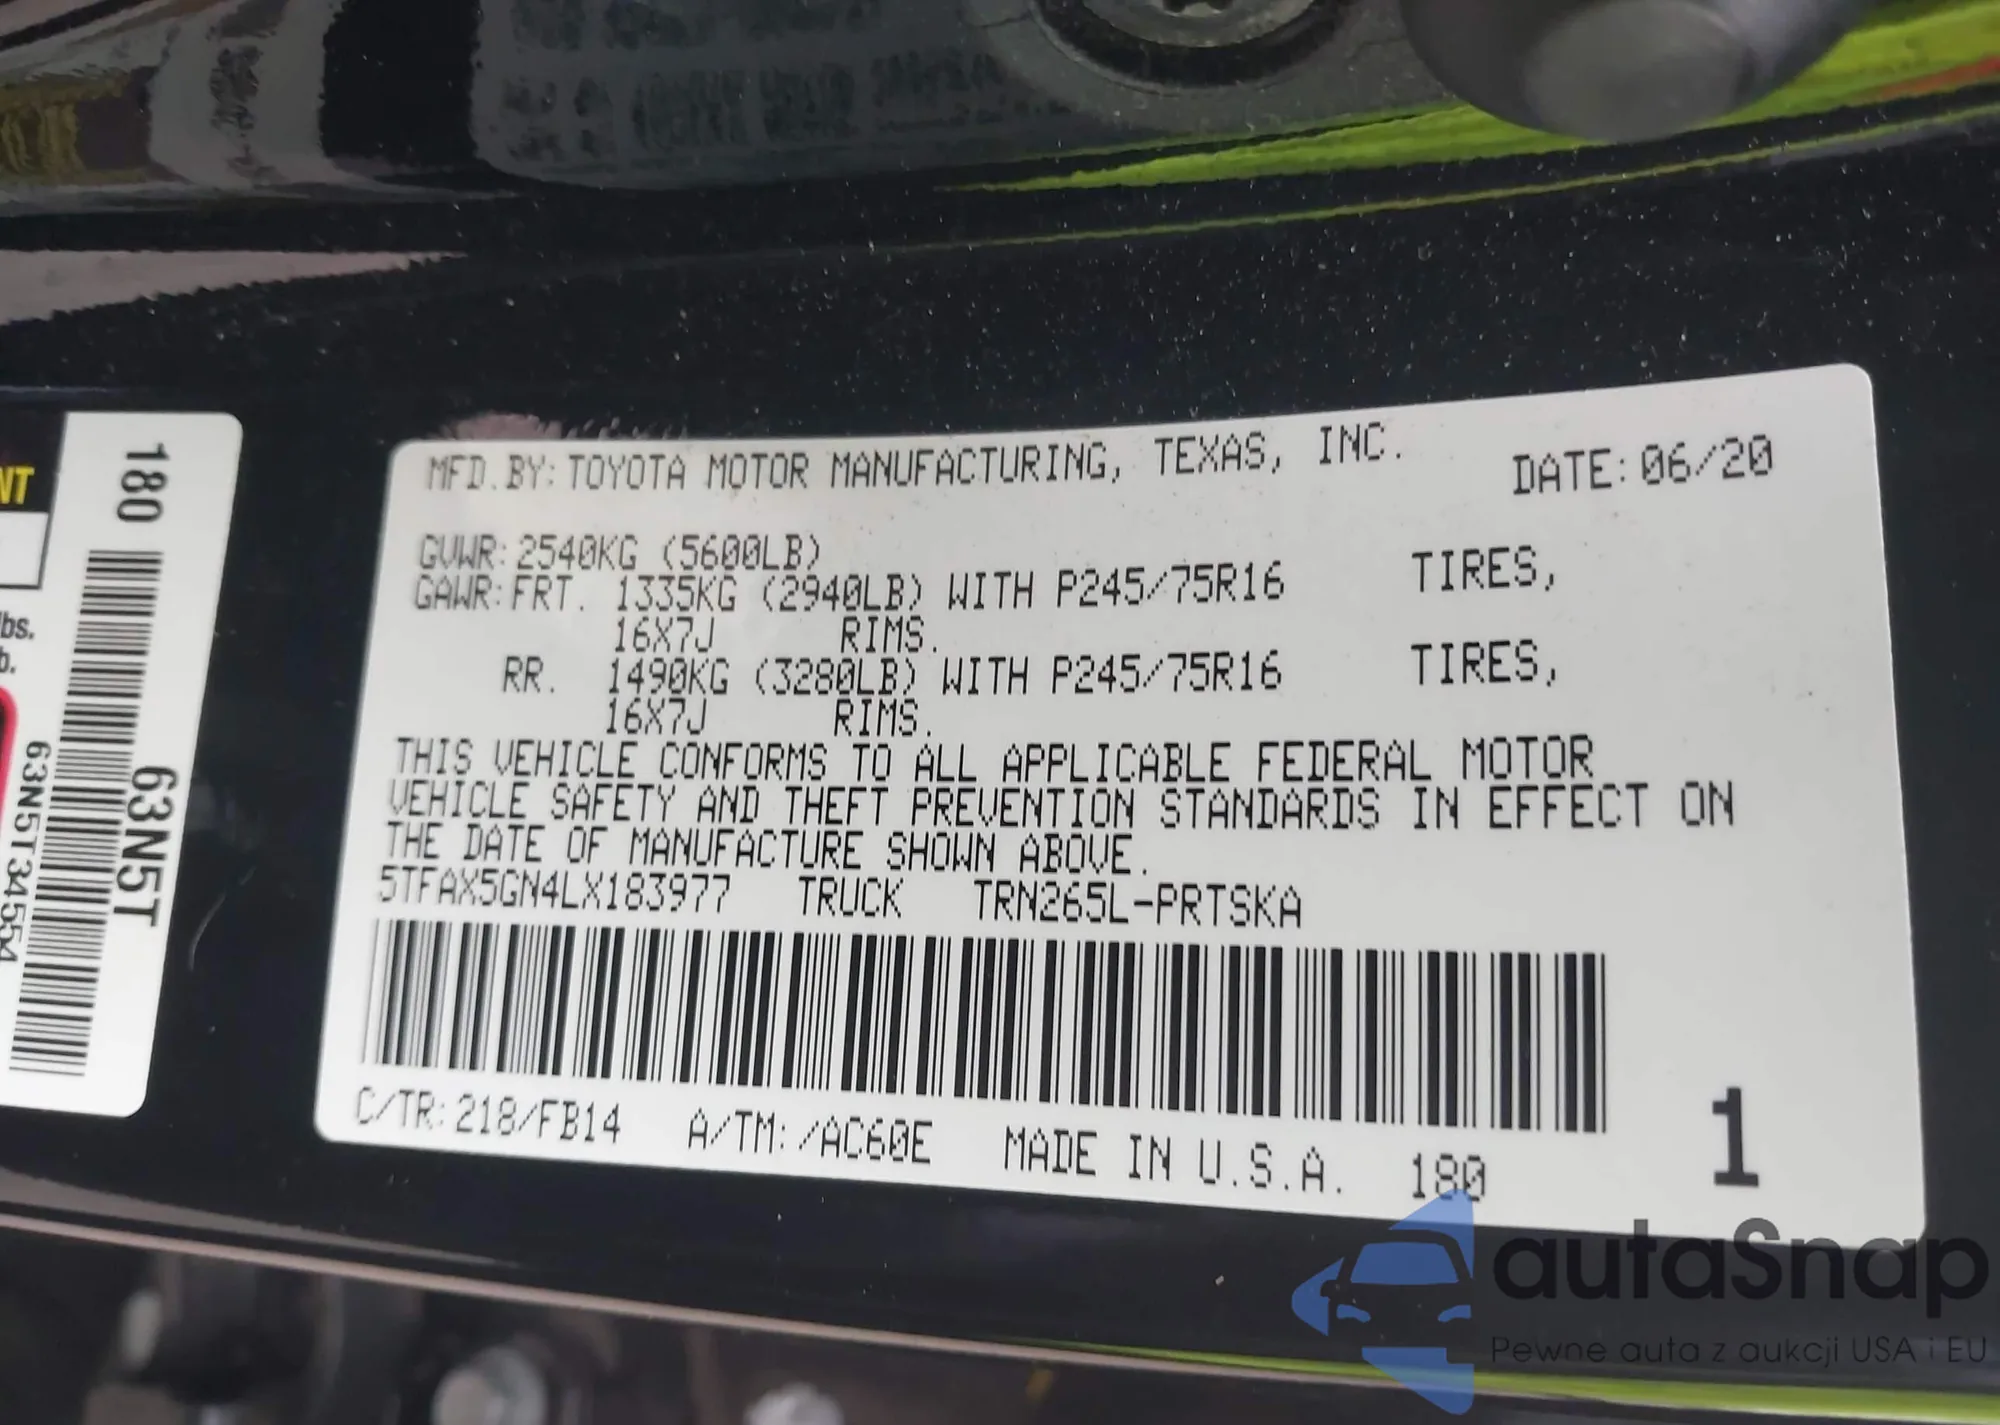 NT
lbs.
b.
180
63N5T
63N5T34554
MFD.BY: TOYOTA MOTOR MANUFACTURING, TEXAS, INC. DATE: 06/20
GVWR: 2540KG (5600LB)
GAWR: FRT. 1335KG (2940LB) WITH P245/75R16 TIRES,
16X7J RIMS.
RR. 1490KG (3280LB) WITH P245/75R16 TIRES,
16X7J RIMS.
THIS VEHICLE CONFORMS TO ALL APPLICABLE FEDERAL MOTOR
VEHICLE SAFETY AND THEFT PREVENTION STANDARDS IN EFFECT ON
THE DATE OF MANUFACTURE SHOWN ABOVE.
5TFAX5GN4LX183977 TRUCK TRN265L-PRTSKA
C/TR: 218/FB14 A/TM: /AC60E MADE IN U.S.A. 180 1
autaSnap
Pewne auta z aukcji USA i EU